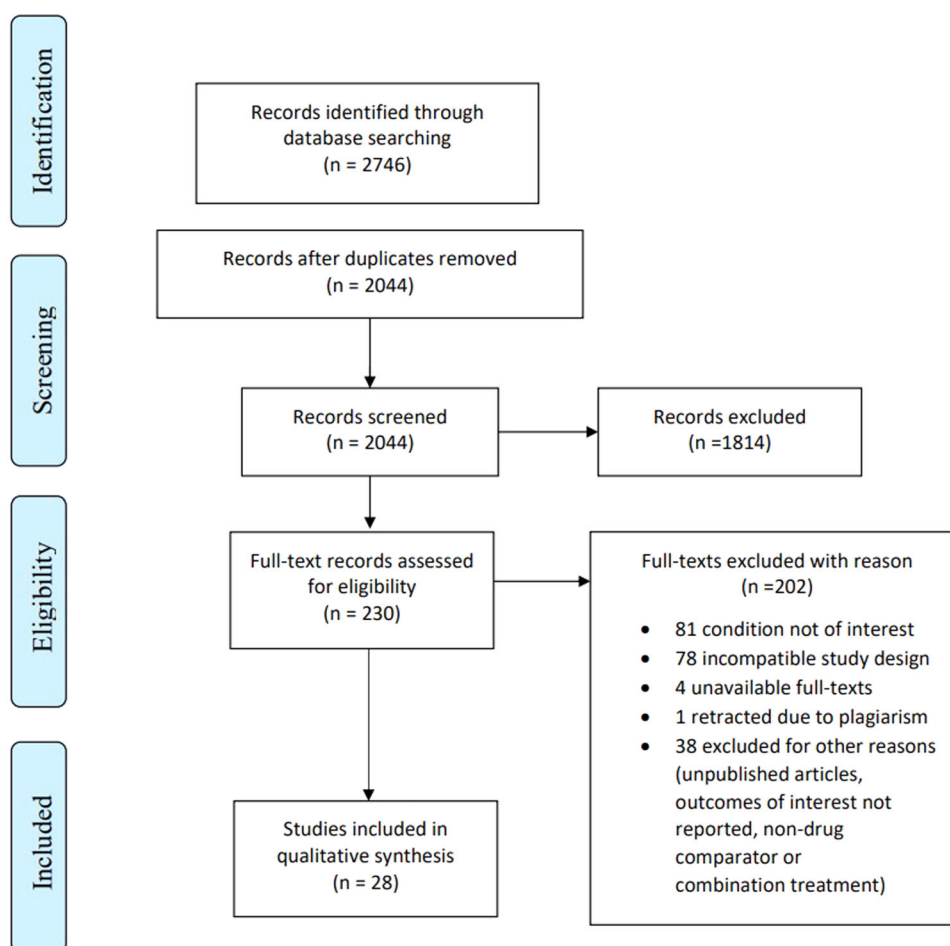 Identification
Records identified through
database searching
(n = 2746)
Records after duplicates removed
(n = 2044)
Screening
Records screened
(n = 2044)
Records excluded
(n =1814)
Eligibility
Full-text records assessed
for eligibility
(n = 230)
Full-texts excluded with reason
(n =202)
• 81 condition not of interest
• 78 incompatible study design
• 4 unavailable full-texts
• 1 retracted due to plagiarism
• 38 excluded for other reasons
(unpublished articles,
outcomes of interest not
reported, non-drug
comparator or
combination treatment)
Included
Studies included in
qualitative synthesis
(n = 28)